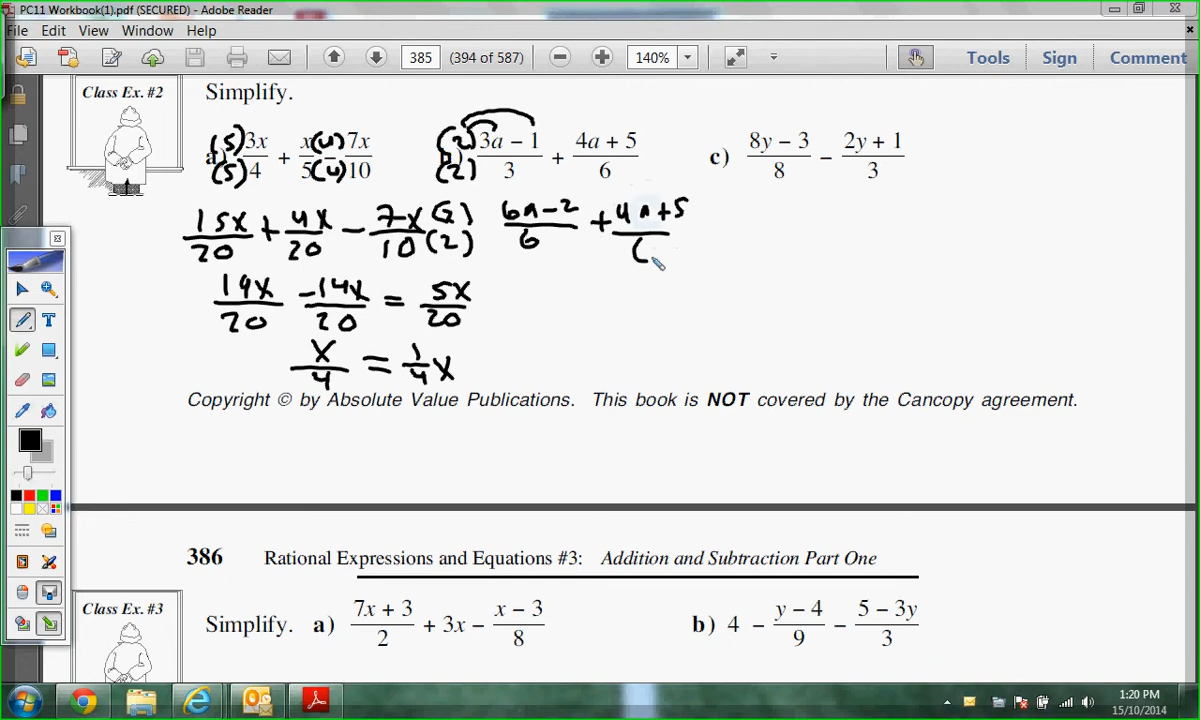 PC11 Workbook(1).pdf (SECURED) - Adobe Reader
File Edit View Window Help
385 (394 of 587) 140% Tools Sign Comment
Class Ex. #2
Simplify.
a) (5)3x/(5)4 + x(4)/5(4) - 7x/10
b) (2)3a - 1/(2)3 + 4a + 5/6
c) 8y - 3/8 - 2y + 1/3
15x/20 + 4x/20 - 7x(2)/10(2)
6a - 2/6 + 4a + 5/(
19x/20 - 14x/20 = 5x/20
x/4 = 1/4 x
Copyright © by Absolute Value Publications. This book is NOT covered by the Cancopy agreement.
386 Rational Expressions and Equations #3: Addition and Subtraction Part One
Class Ex. #3
Simplify. a) 7x + 3/2 + 3x - x - 3/8
b) 4 - y - 4/9 - 5 - 3y/3
1:20 PM
15/10/2014